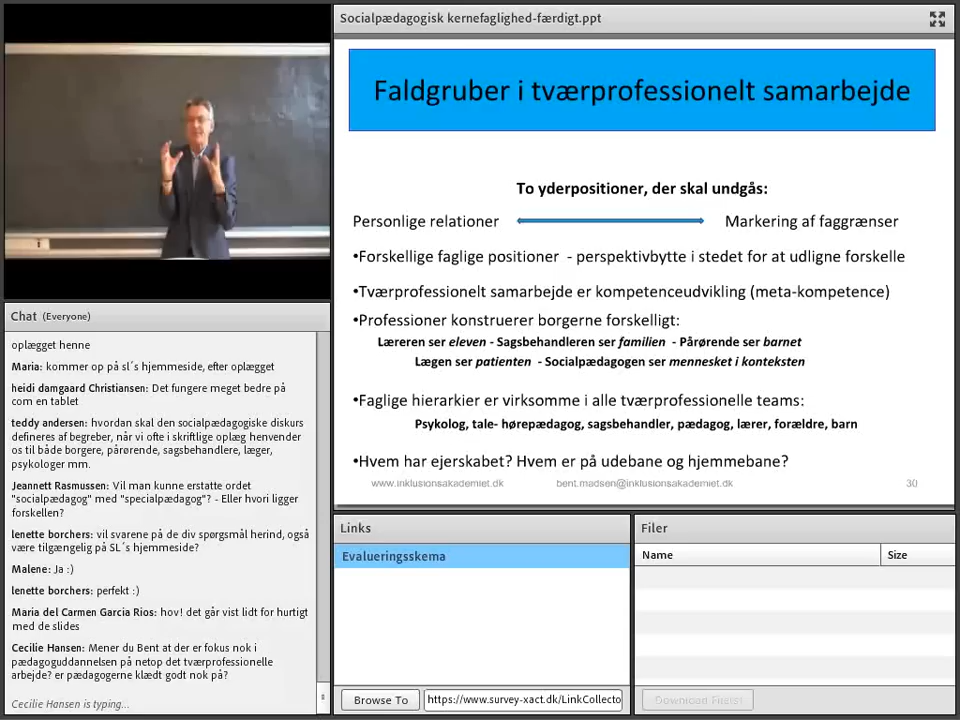 Socialpædagogisk kernefaglighed-færdigt.ppt
Faldgruber i tværprofessionelt samarbejde
To yderpositioner, der skal undgås:
Personlige relationer
Markering af faggrænser
•Forskellige faglige positioner - perspektivbytte i stedet for at udligne forskelle
•Tværprofessionelt samarbejde er kompetenceudvikling (meta-kompetence)
•Professioner konstruerer borgerne forskelligt:
Læreren ser eleven - Sagsbehandleren ser familien - Pårørende ser barnet
Lægen ser patienten - Socialpædagogen ser mennesket i konteksten
•Faglige hierarkier er virksomme i alle tværprofessionelle teams:
Psykolog, tale- hørepædagog, sagsbehandler, pædagog, lærer, forældre, barn
•Hvem har ejerskabet? Hvem er på udebane og hjemmebane?
www.inklusionsakademiet.dk
bent.madsen@inklusionsakademiet.dk
30
Chat (Everyone)
oplægget henne
Maria: kommer op på sl´s hjemmeside, efter oplægget
heidi damgaard Christiansen: Det fungere meget bedre på
com en tablet
teddy andersen: hvordan skal den socialpædagogiske diskurs
defineres af begreber, når vi ofte i skriftlige oplæg henvender
os til både borgere, pårørende, sagsbehandlere, læger,
psykologer mm.
Jeannett Rasmussen: Vil man kunne erstatte ordet
"socialpædagog" med "specialpædagog"? - Eller hvori ligger
forskellen?
lenette borchers: vil svarene på de div spørgsmål herind, også
være tilgængelig på SL´s hjemmeside?
Malene: Ja :)
lenette borchers: perfekt :)
Maria del Carmen Garcia Rios: hov! det går vist lidt for hurtigt
med de slides
Cecilie Hansen: Mener du Bent at der er fokus nok i
pædagoguddannelsen på netop det tværprofessionelle
arbejde? er pædagogerne klædt godt nok på?
Cecilie Hansen is typing...
Links
Evalueringsskema
Browse To
https://www.survey-xact.dk/LinkCollecto
Filer
Name
Size
Download File(s)